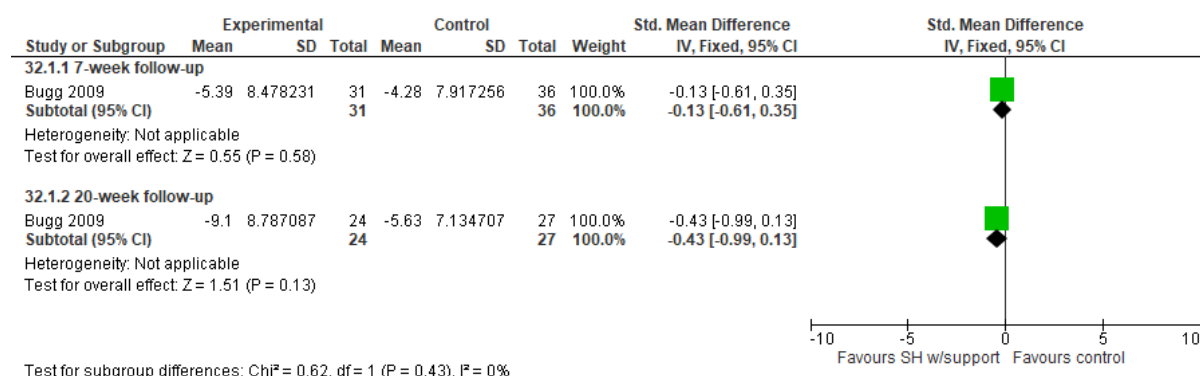 Experimental Control Std. Mean Difference Std. Mean Difference
Study or Subgroup Mean SD Total Mean SD Total Weight IV, Fixed, 95% CI IV, Fixed, 95% CI
32.1.1 7-week follow-up
Bugg 2009 -5.39 8.478231 31 -4.28 7.917256 36 100.0% -0.13 [-0.61, 0.35]
Subtotal (95% CI) 31 36 100.0% -0.13 [-0.61, 0.35]
Heterogeneity: Not applicable
Test for overall effect: Z = 0.55 (P = 0.58)
32.1.2 20-week follow-up
Bugg 2009 -9.1 8.787087 24 -5.63 7.134707 27 100.0% -0.43 [-0.99, 0.13]
Subtotal (95% CI) 24 27 100.0% -0.43 [-0.99, 0.13]
Heterogeneity: Not applicable
Test for overall effect: Z = 1.51 (P = 0.13)
-10 -5 0 5 10
Favours SH w/support Favours control
Test for subgroup differences: Chi² = 0.62, df = 1 (P = 0.43), I² = 0%